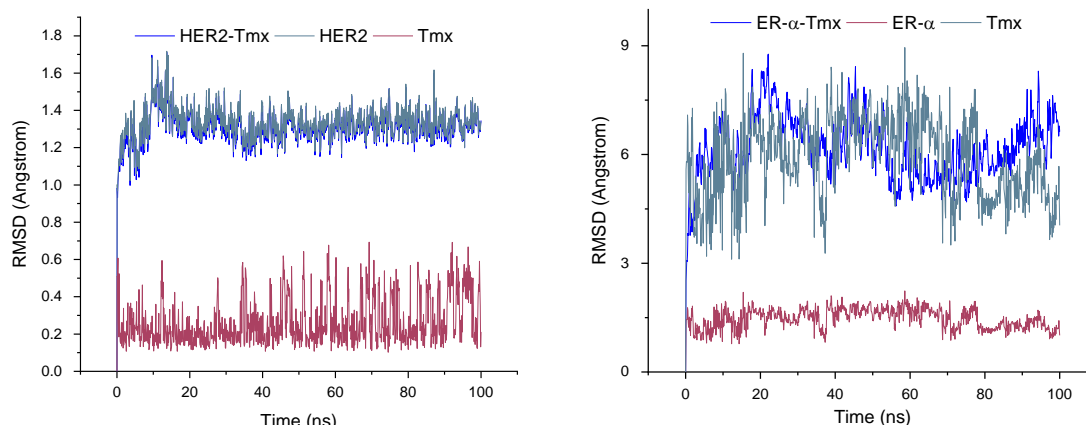 HER2-Tmx HER2 Tmx
1.8
1.6
1.4
1.2
1.0
0.8
0.6
0.4
0.2
0.0
RMSD (Angstrom)
0 20 40 60 80 100
Time (ns)
ER-α-Tmx ER-α Tmx
9
6
3
0
RMSD (Angstrom)
0 20 40 60 80 100
Time (ns)